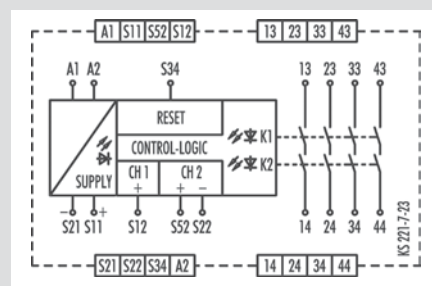 A1 S11 S52 S12 13 23 33 43
A1 A2 S34 13 23 33 43
RESET
CONTROL-LOGIC
K1
K2
SUPPLY
CH 1 CH 2
+ + –
– S21 S11 + S12 S52 S22 14 24 34 44
KS 221-7-23
S21 S22 S34 A2 14 24 34 44